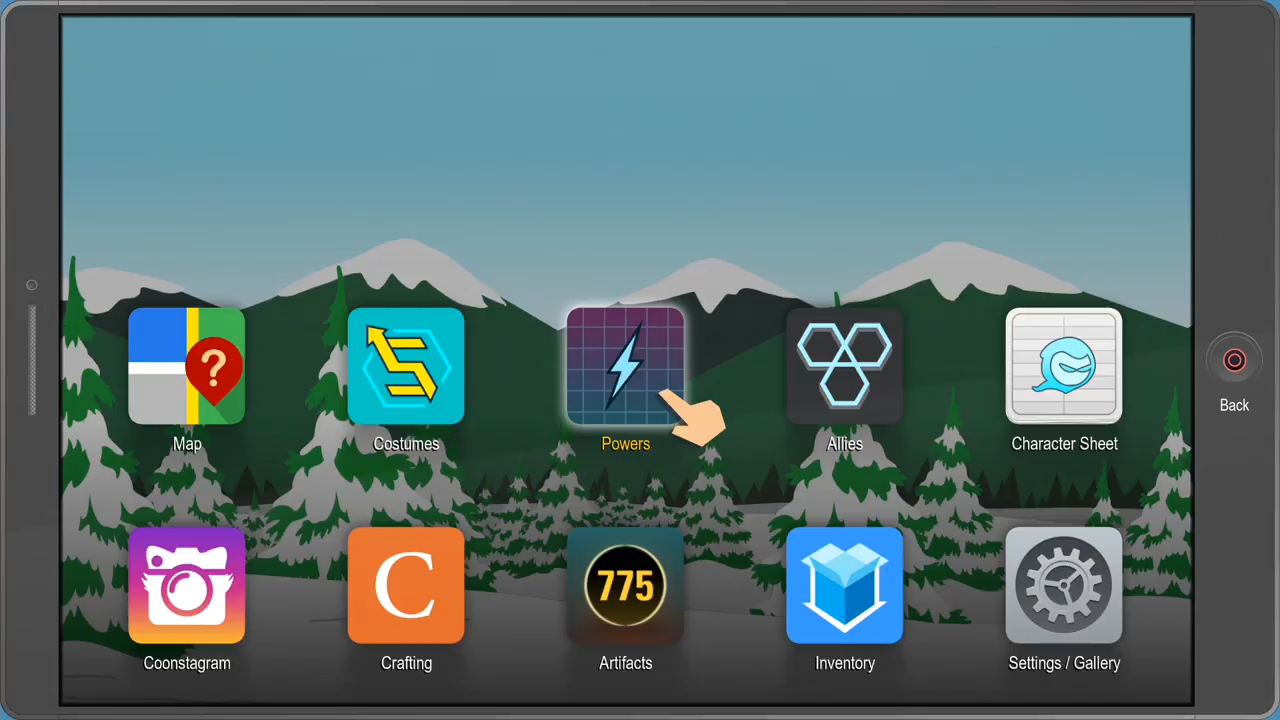 ?
Map
Costumes
Powers
Allies
Character Sheet
Back
Coonstagram
C
Crafting
775
Artifacts
Inventory
Settings / Gallery